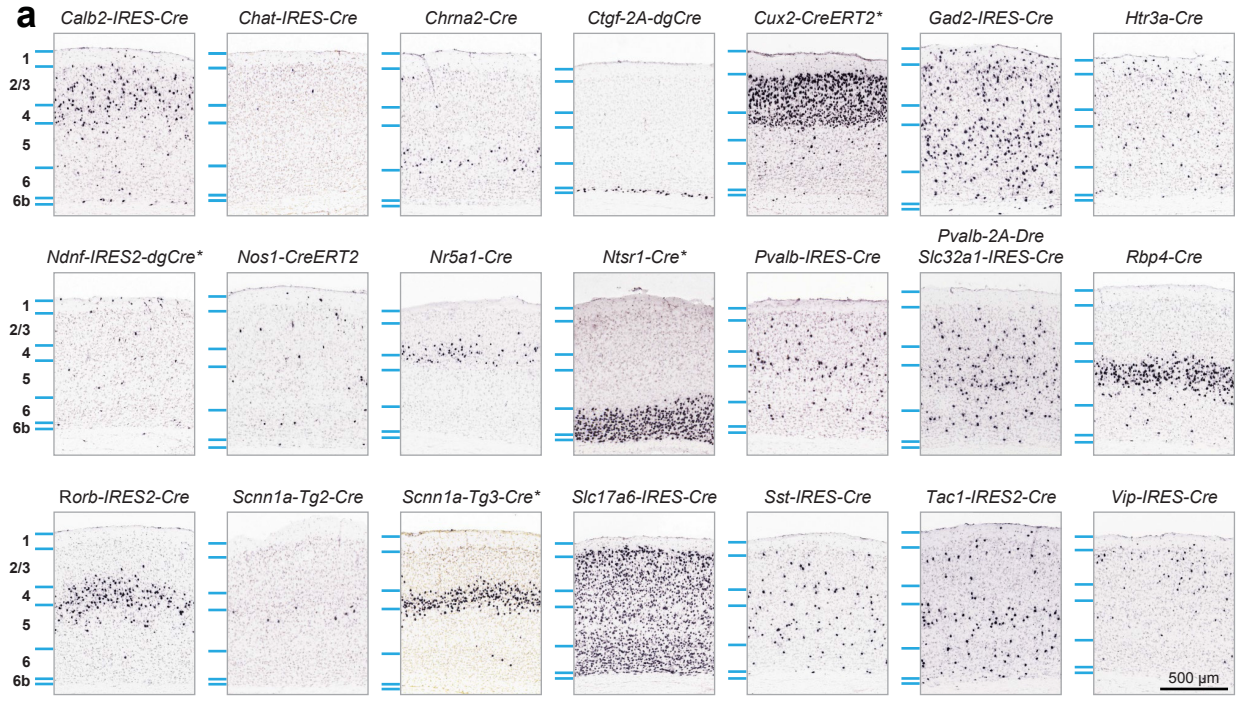 a
Calb2-IRES-Cre
Chat-IRES-Cre
Chrna2-Cre
Ctgf-2A-dgCre
Cux2-CreERT2*
Gad2-IRES-Cre
Htr3a-Cre
1
2/3
4
5
6
6b
Ndnf-IRES2-dgCre*
Nos1-CreERT2
Nr5a1-Cre
Ntsr1-Cre*
Pvalb-IRES-Cre
Pvalb-2A-Dre
Slc32a1-IRES-Cre
Rbp4-Cre
1
2/3
4
5
6
6b
Rorb-IRES2-Cre
Scnn1a-Tg2-Cre
Scnn1a-Tg3-Cre*
Slc17a6-IRES-Cre
Sst-IRES-Cre
Tac1-IRES2-Cre
Vip-IRES-Cre
1
2/3
4
5
6
6b
500 µm